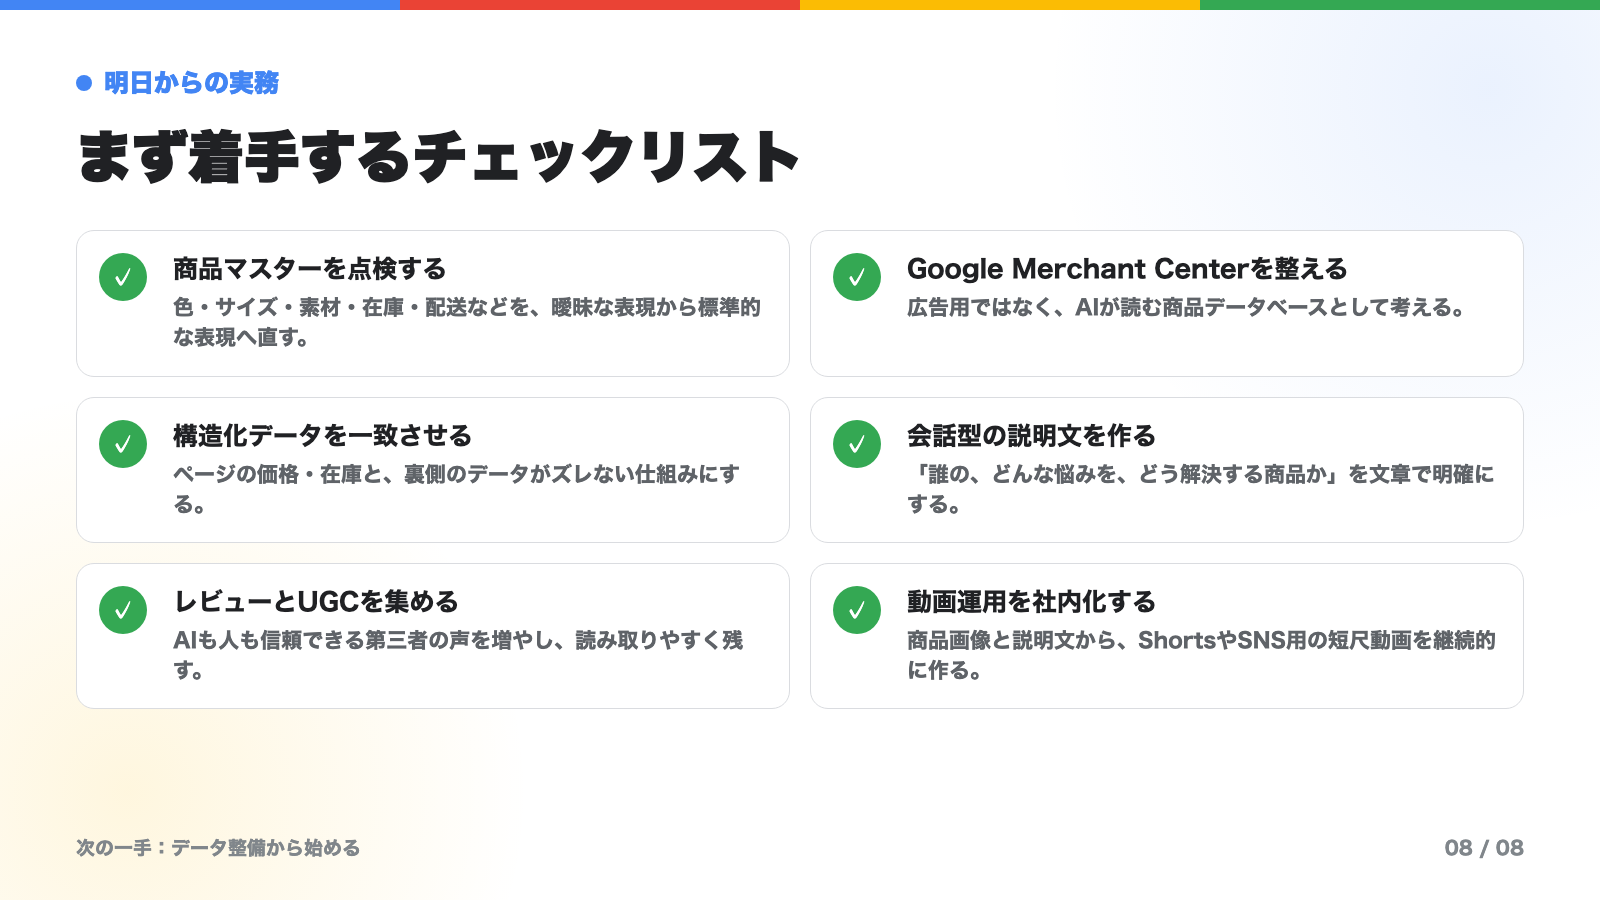 明日からの実務
まず着手するチェックリスト
✓
商品マスターを点検する
色・サイズ・素材・在庫・配送などを、曖昧な表現から標準的
な表現へ直す。
✓
Google Merchant Centerを整える
広告用ではなく、AIが読む商品データベースとして考える。
✓
構造化データを一致させる
ページの価格・在庫と、裏側のデータがズレない仕組みにす
る。
✓
会話型の説明文を作る
「誰の、どんな悩みを、どう解決する商品か」を文章で明確に
する。
✓
レビューとUGCを集める
AIも人も信頼できる第三者の声を増やし、読み取りやすく残
す。
✓
動画運用を社内化する
商品画像と説明文から、ShortsやSNS用の短尺動画を継続的
に作る。
次の一手：データ整備から始める
08 / 08